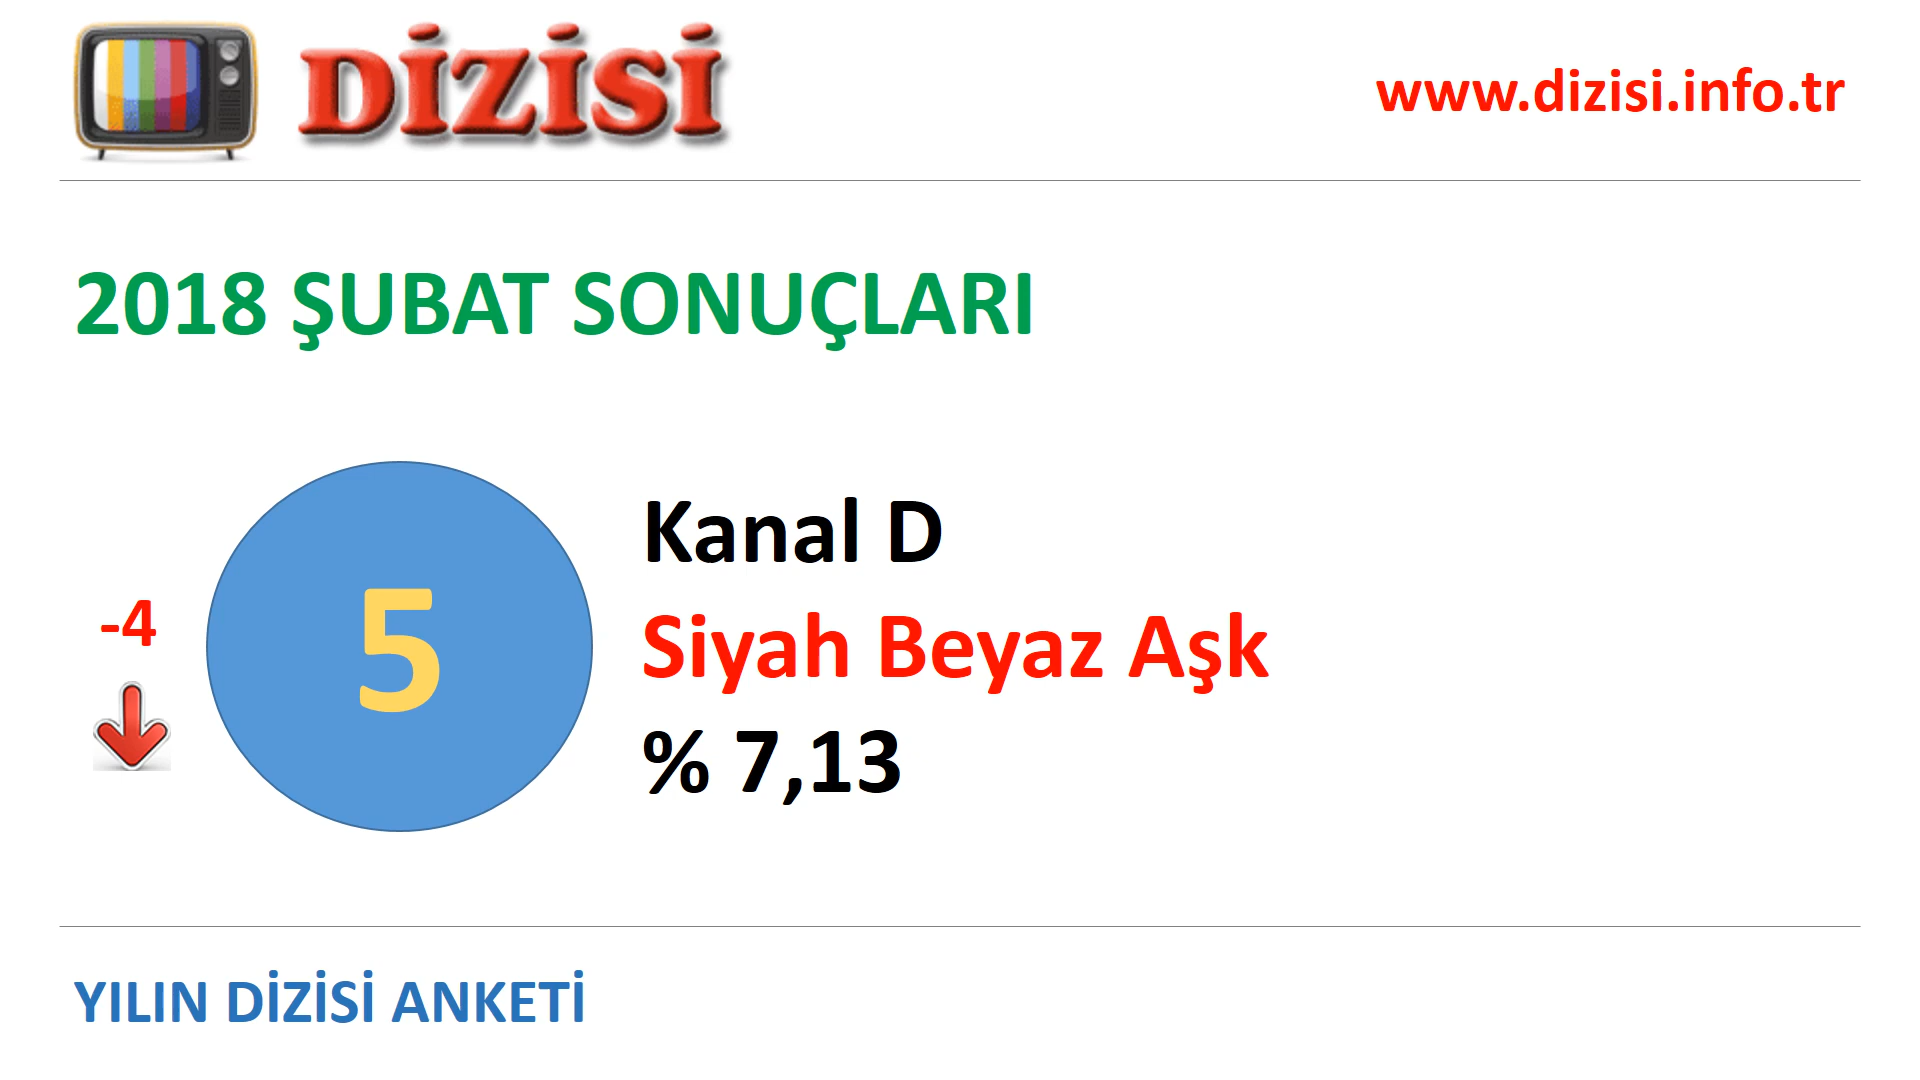 DİZİSİ
www.dizisi.info.tr
2018 ŞUBAT SONUÇLARI
-4
5
Kanal D
Siyah Beyaz Aşk
% 7,13
YILIN DİZİSİ ANKETİ